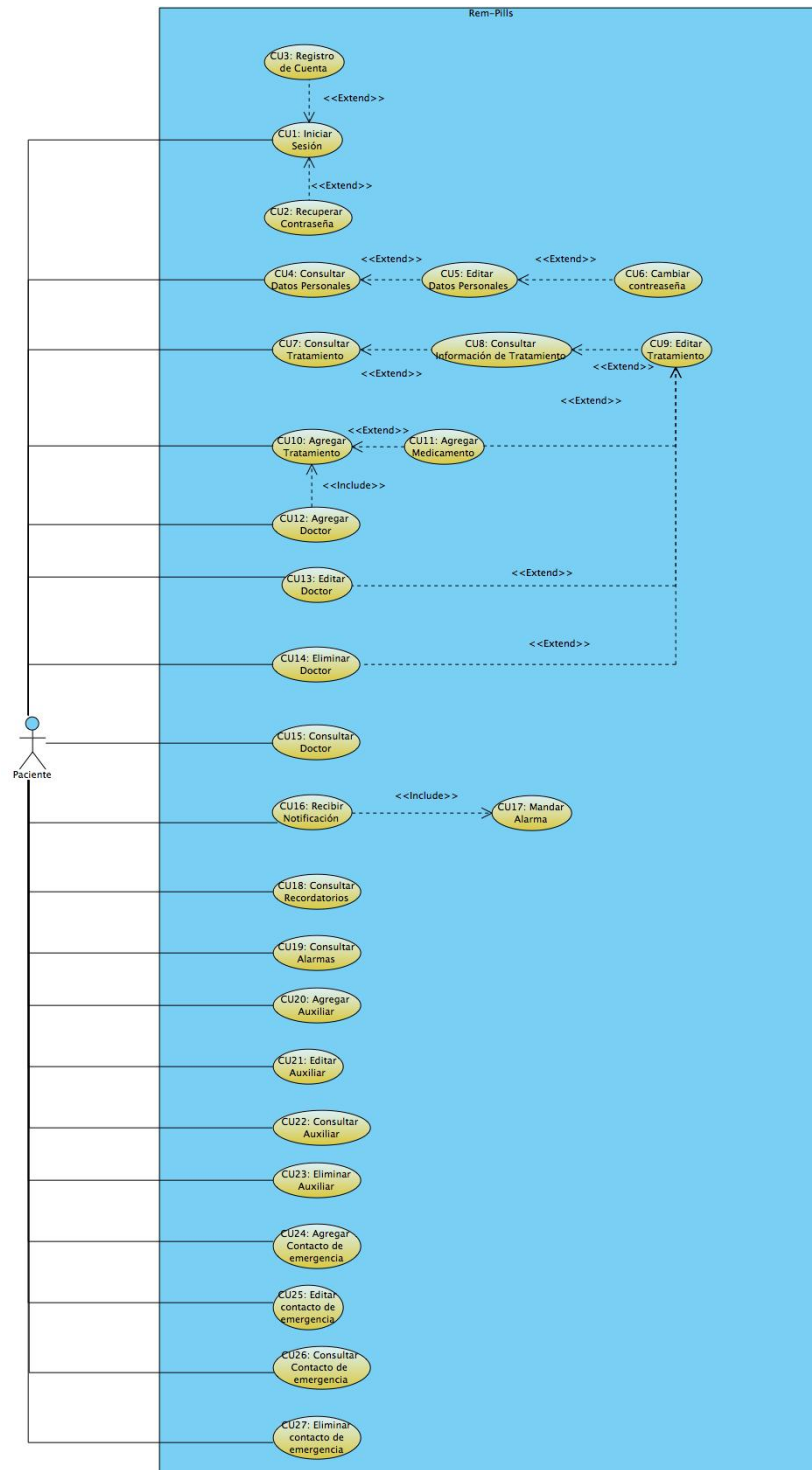 Rem-Pills
CU3: Registro
de Cuenta
<<Extend>>
CU1: Iniciar
Sesión
<<Extend>>
CU2: Recuperar
Contraseña
<<Extend>>
<<Extend>>
CU4: Consultar
Datos Personales
CU5: Editar
Datos Personales
CU6: Cambiar
contreaseña
CU7: Consultar
Tratamiento
CU8: Consultar
Información de Tratamiento
CU9: Editar
Tratamiento
<<Extend>>
<<Extend>>
<<Extend>>
<<Extend>>
CU10: Agregar
Tratamiento
CU11: Agregar
Medicamento
<<Include>>
CU12: Agregar
Doctor
CU13: Editar
Doctor
<<Extend>>
CU14: Eliminar
Doctor
<<Extend>>
CU15: Consultar
Doctor
Paciente
CU16: Recibir
Notificación
<<Include>>
CU17: Mandar
Alarma
CU18: Consultar
Recordatorios
CU19: Consultar
Alarmas
CU20: Agregar
Auxiliar
CU21: Editar
Auxiliar
CU22: Consultar
Auxiliar
CU23: Eliminar
Auxiliar
CU24: Agregar
Contacto de
emergencia
CU25: Editar
contacto de
emergencia
CU26: Consultar
Contacto de
emergencia
CU27: Eliminar
contacto de
emergencia